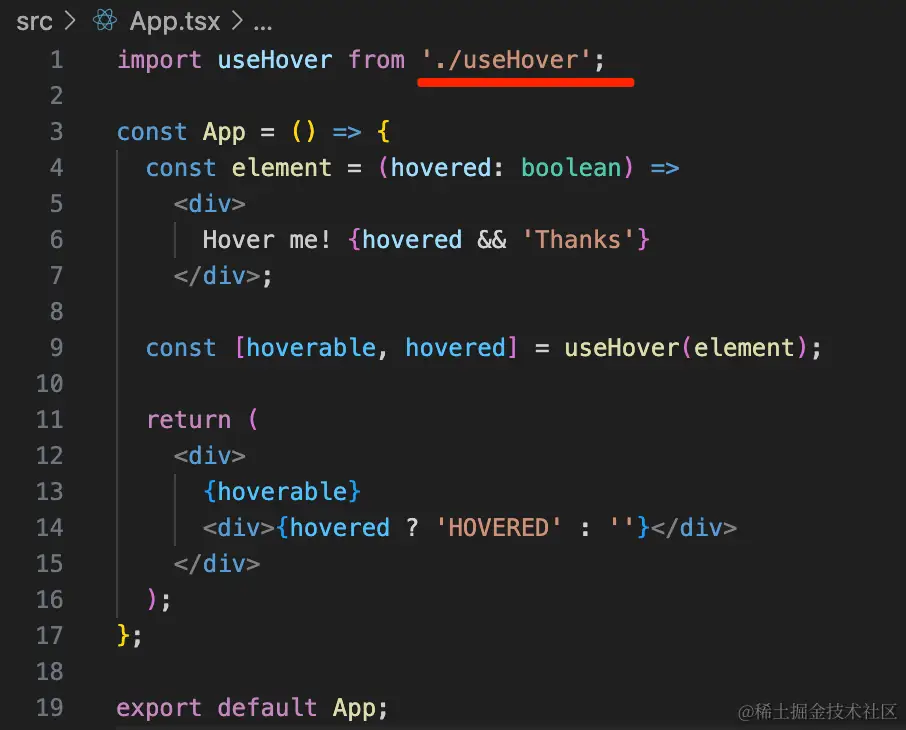 src > App.tsx > ...
1 import useHover from './useHover';
2
3 const App = () => {
4 const element = (hovered: boolean) =>
5 <div>
6 Hover me! {hovered && 'Thanks'}
7 </div>;
8
9 const [hoverable, hovered] = useHover(element);
10
11 return (
12 <div>
13 {hoverable}
14 <div>{hovered ? 'HOVERED' : ''}</div>
15 </div>
16 );
17 };
18
19 export default App;
@稀土掘金技术社区